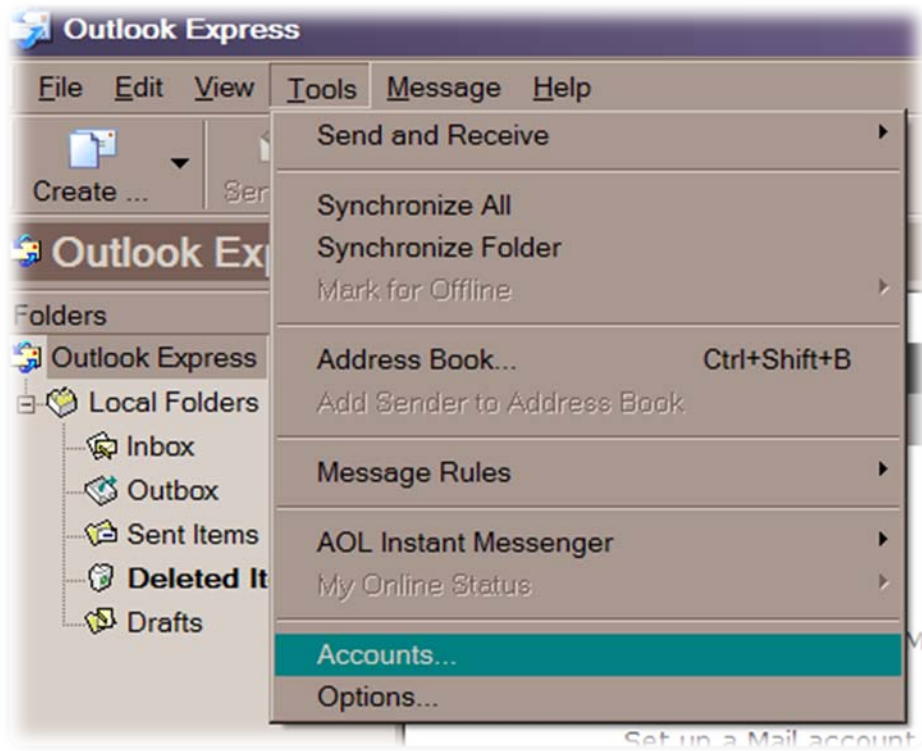 Outlook Express
File Edit View Tools Message Help
Send and Receive
Create ...
Synchronize All
Outlook Ex
Synchronize Folder
Mark for Offline
Folders
Outlook Express
Address Book... Ctrl+Shift+B
Local Folders
Add Sender to Address Book
Inbox
Message Rules
Outbox
Sent Items
AOL Instant Messenger
Deleted It
My Online Status
Drafts
Accounts...
Options...
Set up a Mail account